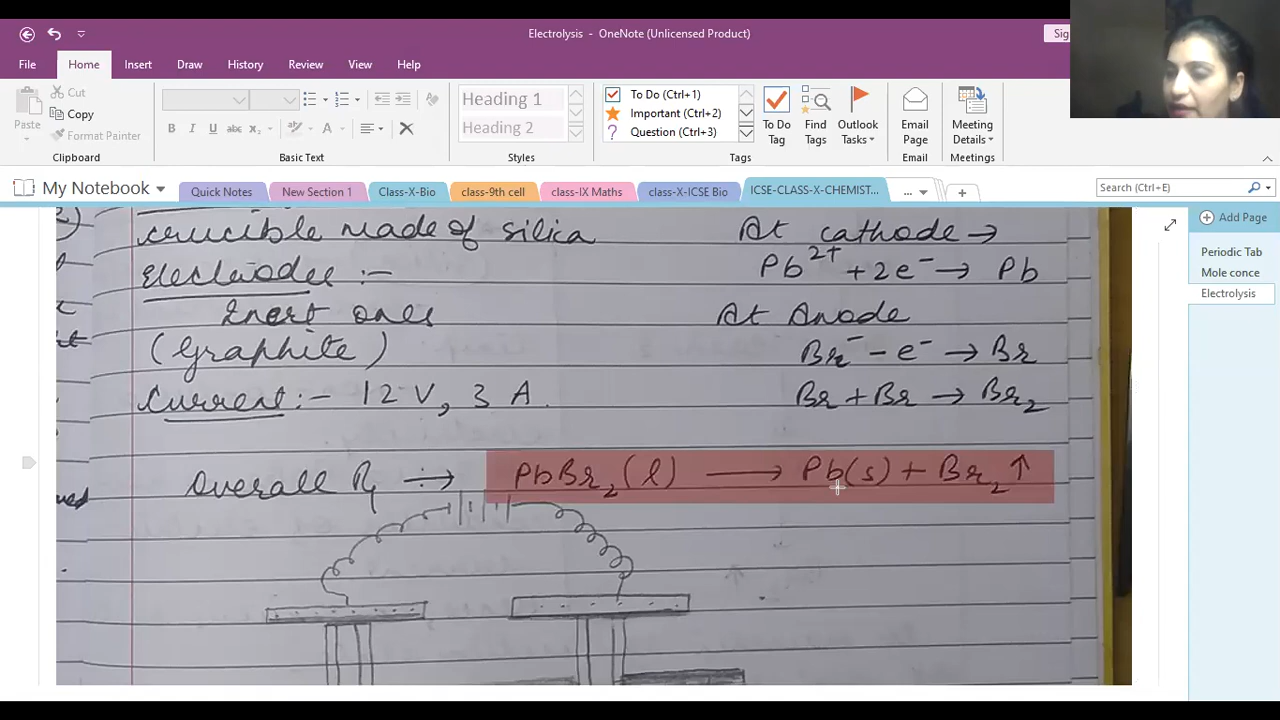 Electrolysis - OneNote (Unlicensed Product)
Sig
File Home Insert Draw History Review View Help
Paste
Cut
Copy
Format Painter
Clipboard
B I U abc x₂ A
Basic Text
Heading 1
Heading 2
Styles
To Do (Ctrl+1)
Important (Ctrl+2)
Question (Ctrl+3)
To Do Tag
Find Tags
Outlook Tasks
Tags
Email Page
Email
Meeting Details
Meetings
My Notebook
Quick Notes
New Section 1
Class-X-Bio
class-9th cell
class-IX Maths
class-X-ICSE Bio
ICSE-CLASS-X-CHEMIST...
...
Search (Ctrl+E)
Add Page
Periodic Tab
Mole conce
Electrolysis
2)
Crucible made of silica
Electrodes :-
Inert ones
(Graphite)
Current :- 12 V, 3 A.
At cathode →
Pb²⁺ + 2e⁻ → Pb
At Anode
Br⁻ - e⁻ → Br
Br + Br → Br₂
Overall R ÷→ PbBr₂(l) → Pb(s) + Br₂↑